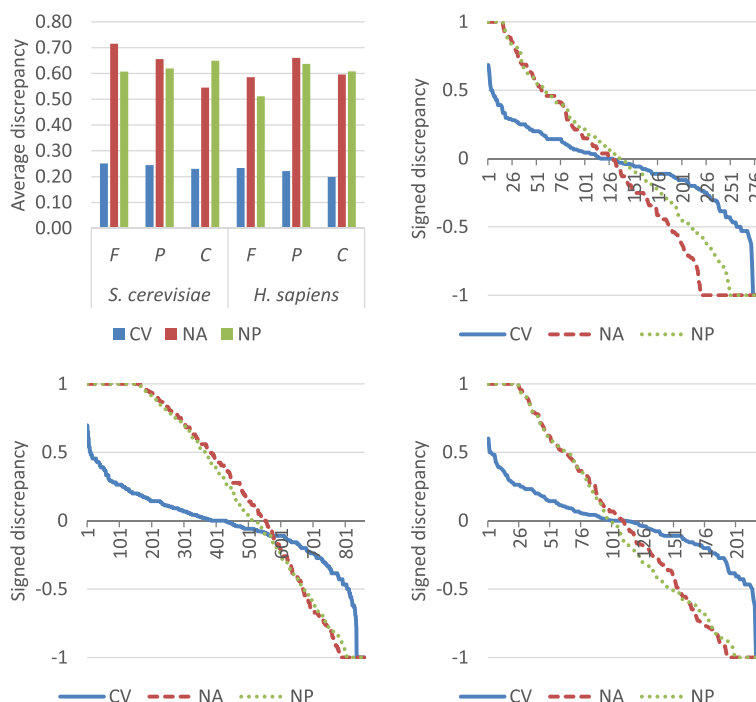 Average discrepancy
0.80
0.70
0.60
0.50
0.40
0.30
0.20
0.10
0.00
F P C F P C
S. cerevisiae H. sapiens
CV NA NP
Signed discrepancy
1
0.5
0
-0.5
-1
1 26 51 76 101 126 151 176 201 226 251 276
CV NA NP
Signed discrepancy
1
0.5
0
-0.5
-1
1 101 201 301 401 501 601 701 801
CV NA NP
Signed discrepancy
1
0.5
0
-0.5
-1
1 26 51 76 101 126 151 176 201
CV NA NP